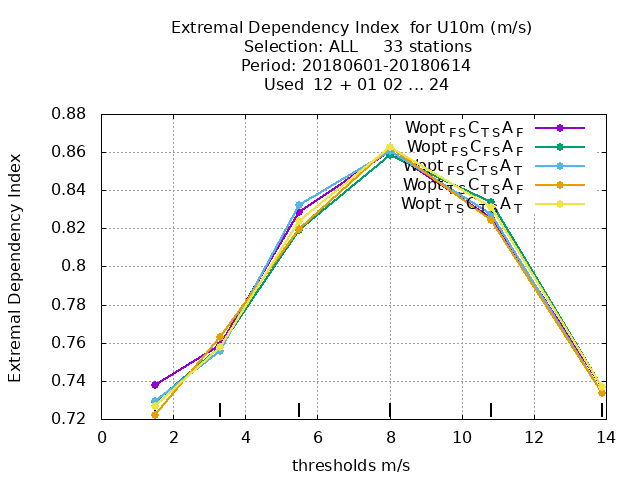 Extremal Dependency Index for U10m (m/s)
Selection: ALL 33 stations
Period: 20180601-20180614
Used 12 + 01 02 ... 24
Extremal Dependency Index
0.88
0.86
0.84
0.82
0.8
0.78
0.76
0.74
0.72
Wopt FS C TS A F
Wopt FS C FS A F
Wopt FS C TS A T
Wopt TS C TS A F
Wopt TS C TS A T
0 2 4 6 8 10 12 14
thresholds m/s